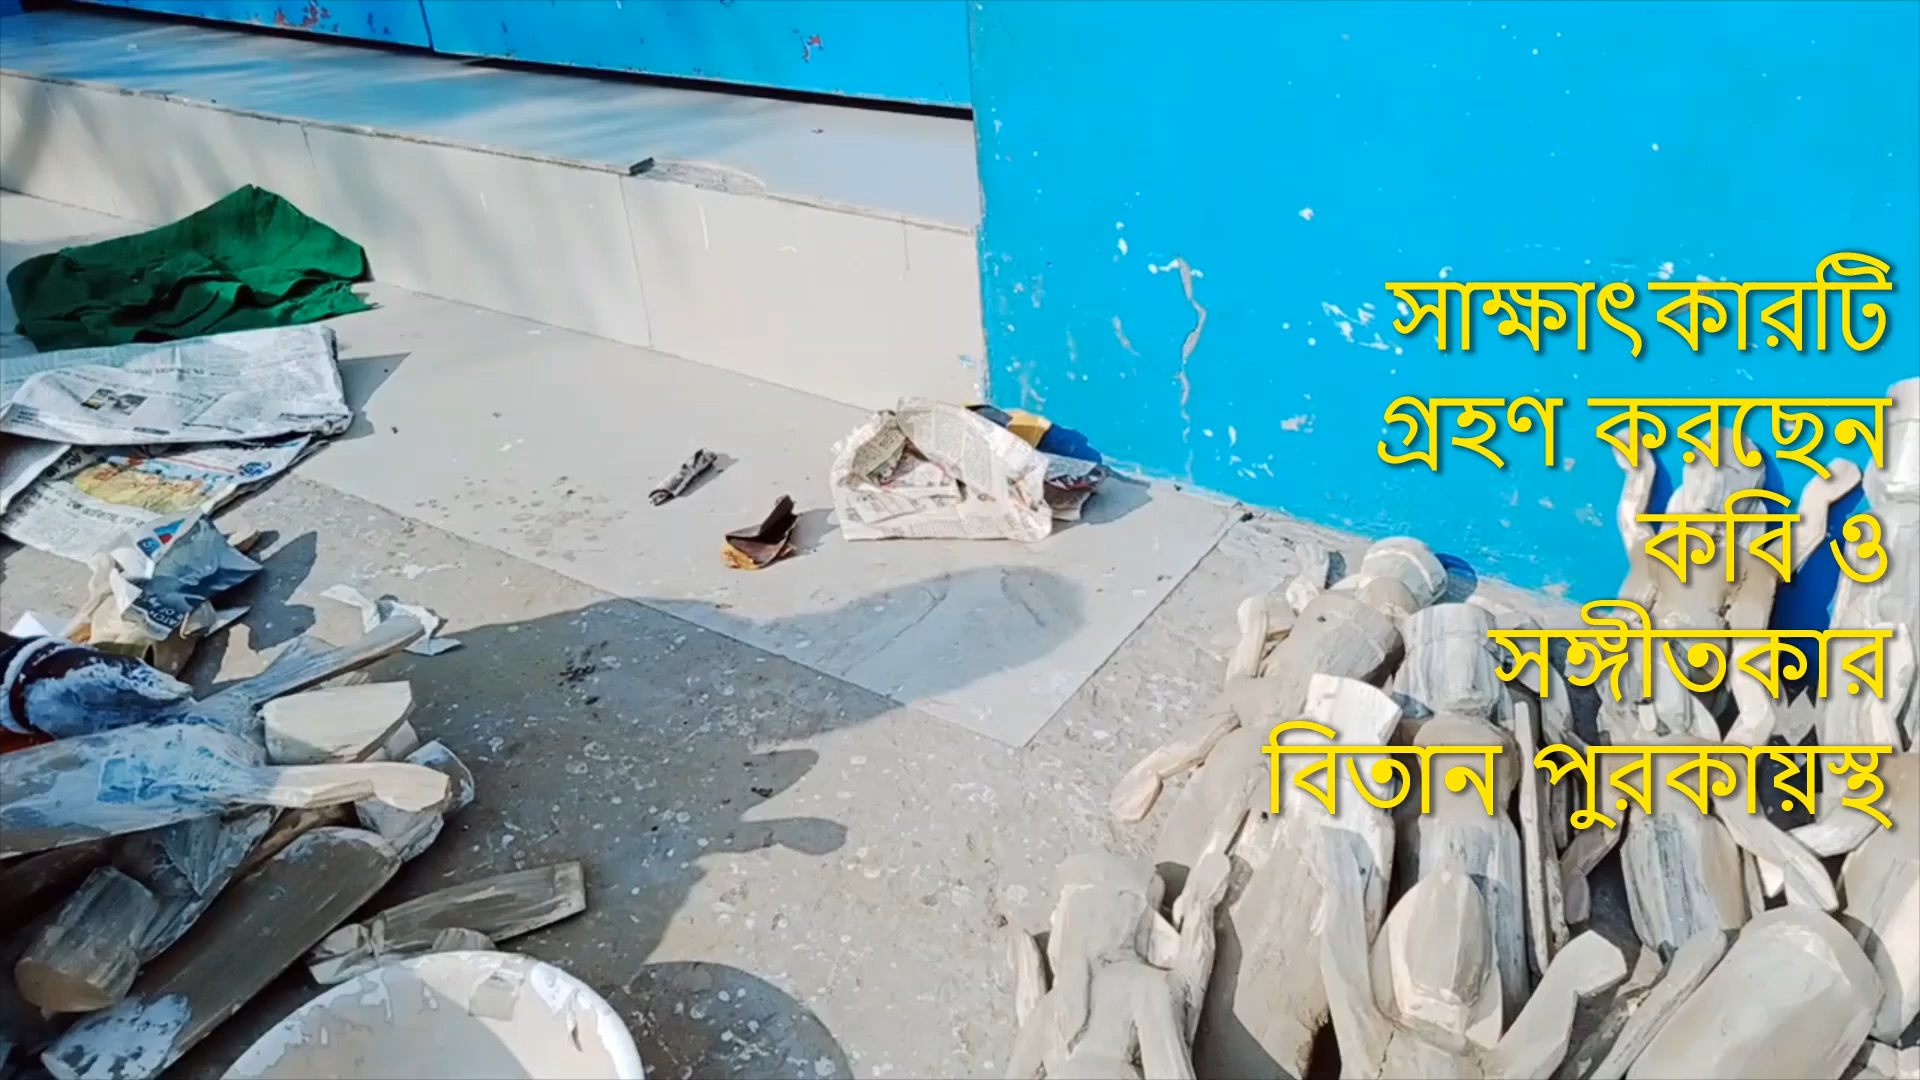 সাক্ষাৎকারটি
গ্রহণ করছেন
কবি ও
সঙ্গীতকার
বিতান পুরকায়স্থ